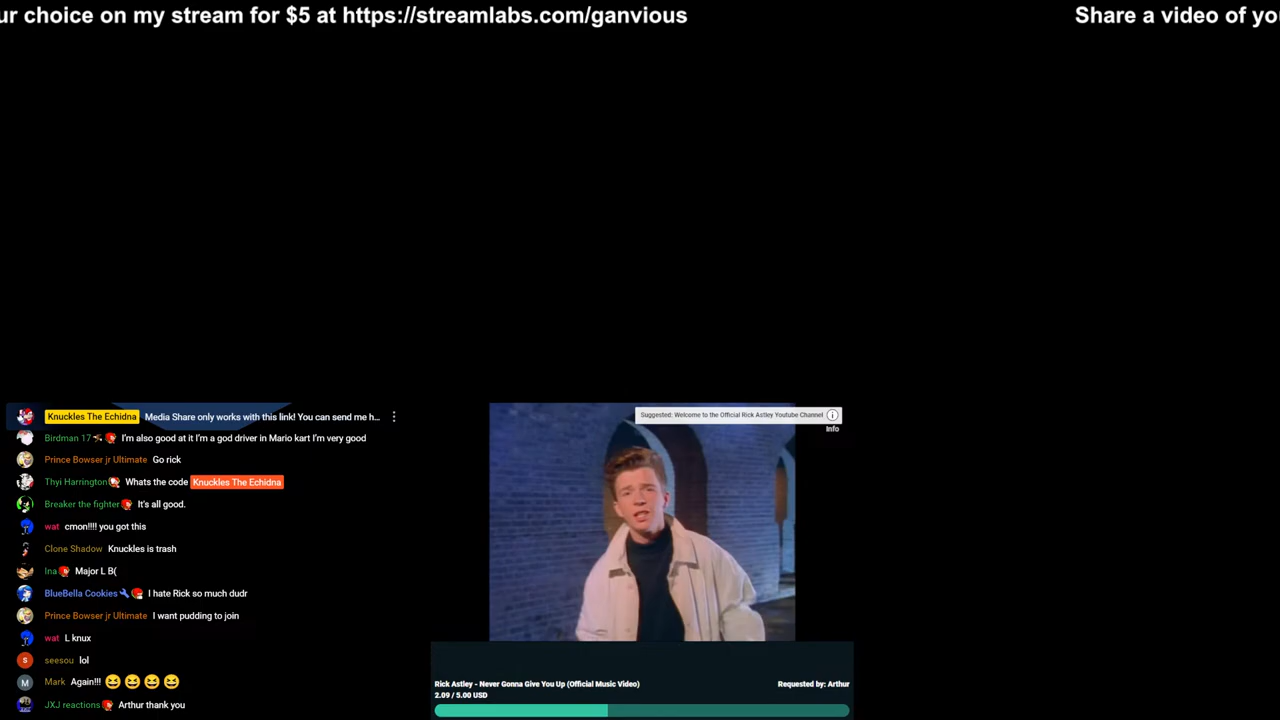 ur choice on my stream for $5 at https://streamlabs.com/ganvious
Share a video of yo
Knuckles The Echidna Media Share only works with this link! You can send me h...
Birdman 17 I'm also good at it I'm a god driver in Mario kart I'm very good
Prince Bowser jr Ultimate Go rick
Thyi Harrington Whats the code Knuckles The Echidna
Breaker the fighter It's all good.
wat cmon!!!! you got this
Clone Shadow Knuckles is trash
Ina Major L B(
BlueBella Cookies I hate Rick so much dudr
Prince Bowser jr Ultimate I want pudding to join
wat L knux
S seesou lol
M Mark Again!!! 😆 😆 😆 😆
JXJ reactions Arthur thank you
Suggested: Welcome to the Official Rick Astley Youtube Channel
Info
Rick Astley - Never Gonna Give You Up (Official Music Video)
Requested by: Arthur
2.09 / 5.00 USD